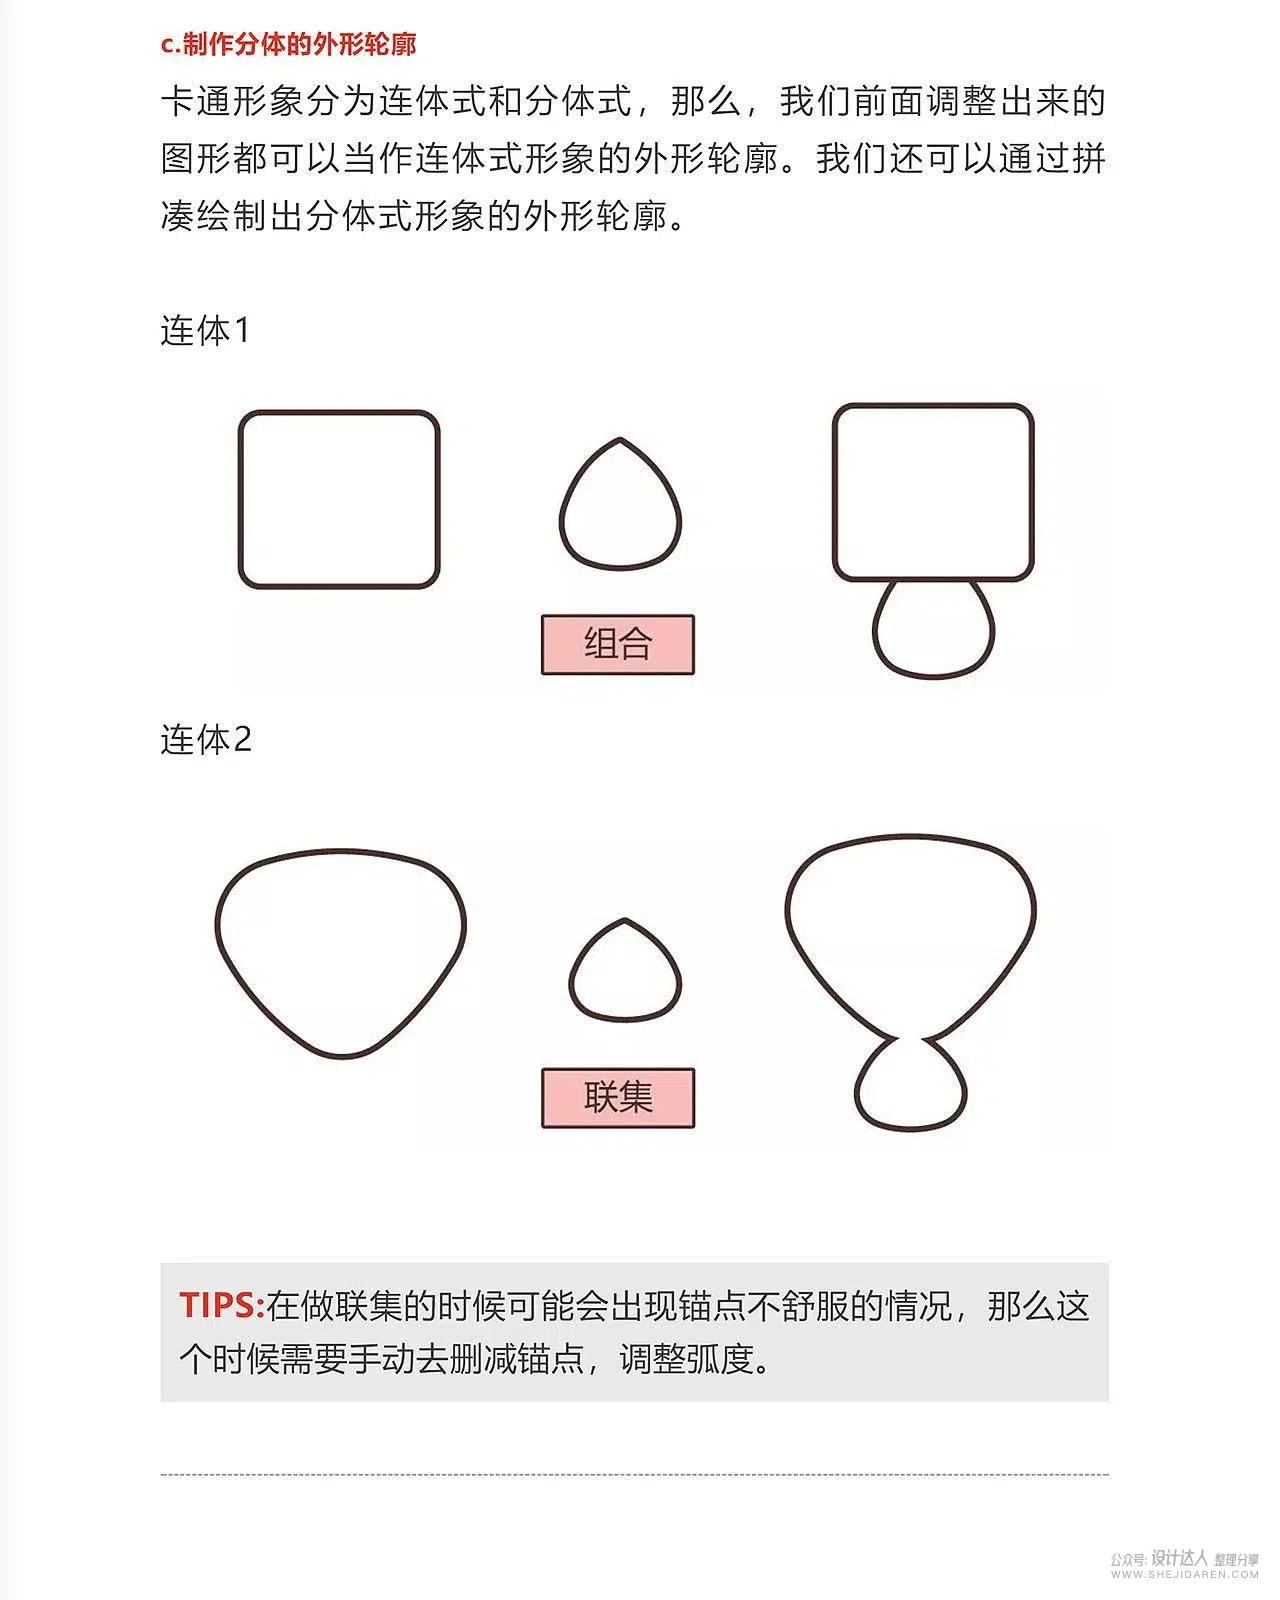 c.制作分体的外形轮廓
卡通形象分为连体式和分体式，那么，我们前面调整出来的
图形都可以当作连体式形象的外形轮廓。我们还可以通过拼
凑绘制出分体式形象的外形轮廓。
连体1
组合
连体2
联集
TIPS:在做联集的时候可能会出现锚点不舒服的情况，那么这
个时候需要手动去删减锚点，调整弧度。
公众号: 设计达人 整理分享
WWW.SHEJIDAREN.COM